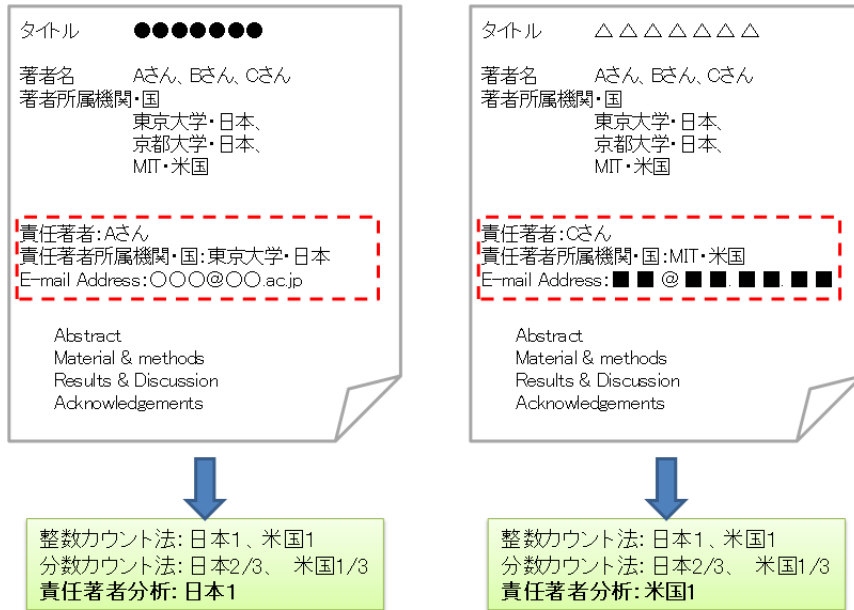 タイトル ●●●●●●●
著者名 Aさん、Bさん、Cさん
著者所属機関・国
東京大学・日本、
京都大学・日本、
MIT・米国
責任著者:Aさん
責任著者所属機関・国:東京大学・日本
E-mail Address:〇〇〇@〇〇.ac.jp
Abstract
Material & methods
Results & Discussion
Acknowledgements
整数カウント法: 日本1 、米国1
分数カウント法: 日本2/3、 米国1/3
責任著者分析: 日本1
タイトル △△△△△△△
著者名 Aさん、Bさん、Cさん
著者所属機関・国
東京大学・日本、
京都大学・日本、
MIT・米国
責任著者:Cさん
責任著者所属機関・国:MIT・米国
E-mail Address:■■@■■.■■.■■
Abstract
Material & methods
Results & Discussion
Acknowledgements
整数カウント法: 日本1 、米国1
分数カウント法: 日本2/3、 米国1/3
責任著者分析: 米国1